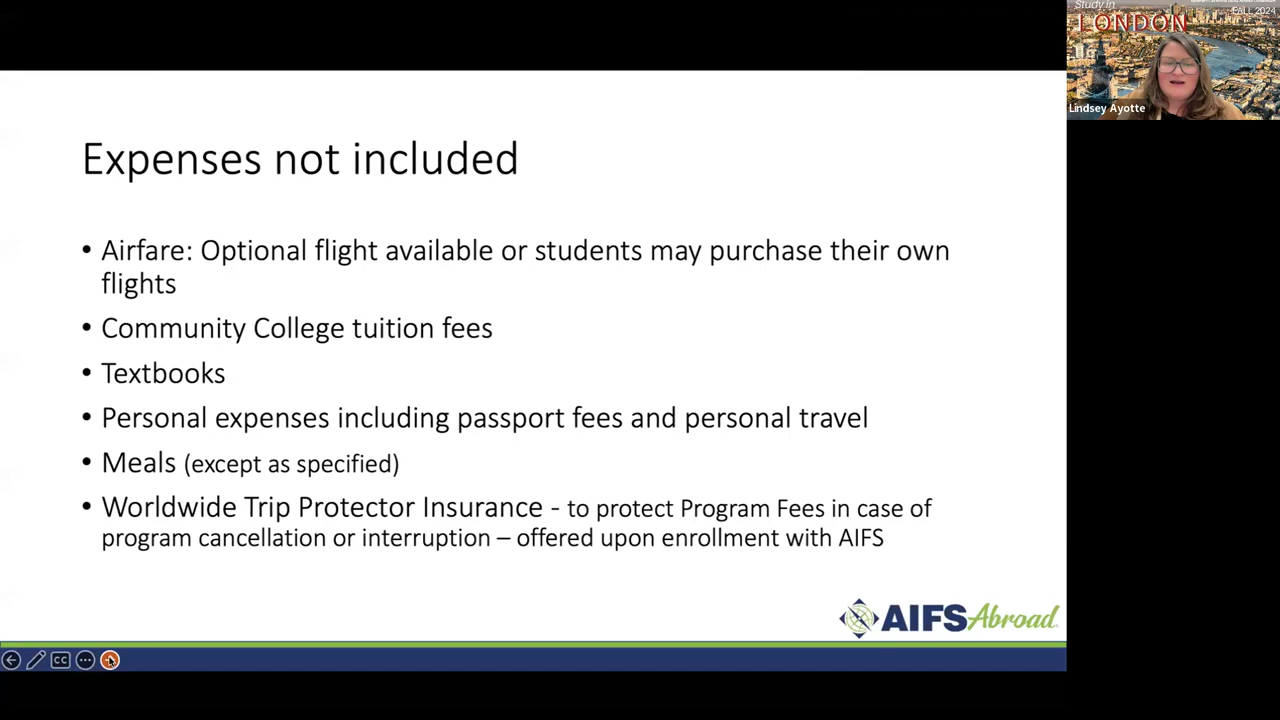 Study in
FALL 2024
LONDON
Lindsey Ayotte
Expenses not included
• Airfare: Optional flight available or students may purchase their own
flights
• Community College tuition fees
• Textbooks
• Personal expenses including passport fees and personal travel
• Meals (except as specified)
• Worldwide Trip Protector Insurance - to protect Program Fees in case of
program cancellation or interruption – offered upon enrollment with AIFS
AIFS Abroad
CC